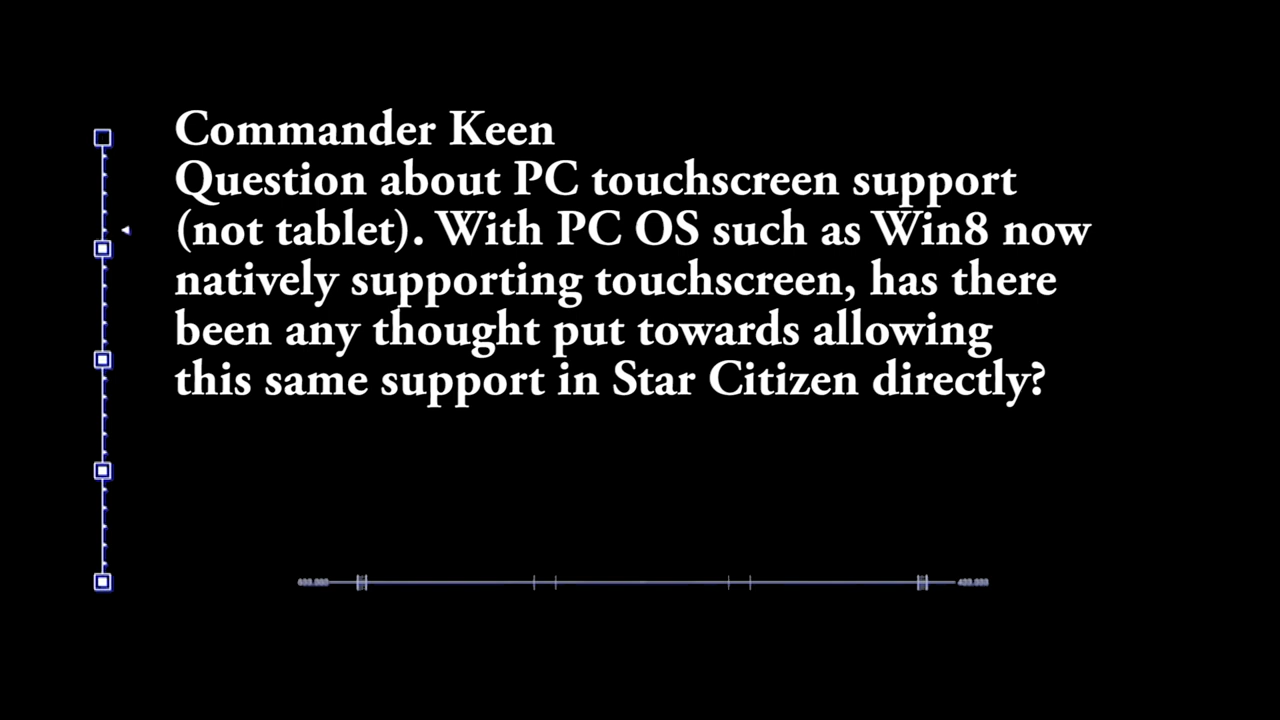 Commander Keen
Question about PC touchscreen support
(not tablet). With PC OS such as Win8 now
natively supporting touchscreen, has there
been any thought put towards allowing
this same support in Star Citizen directly?